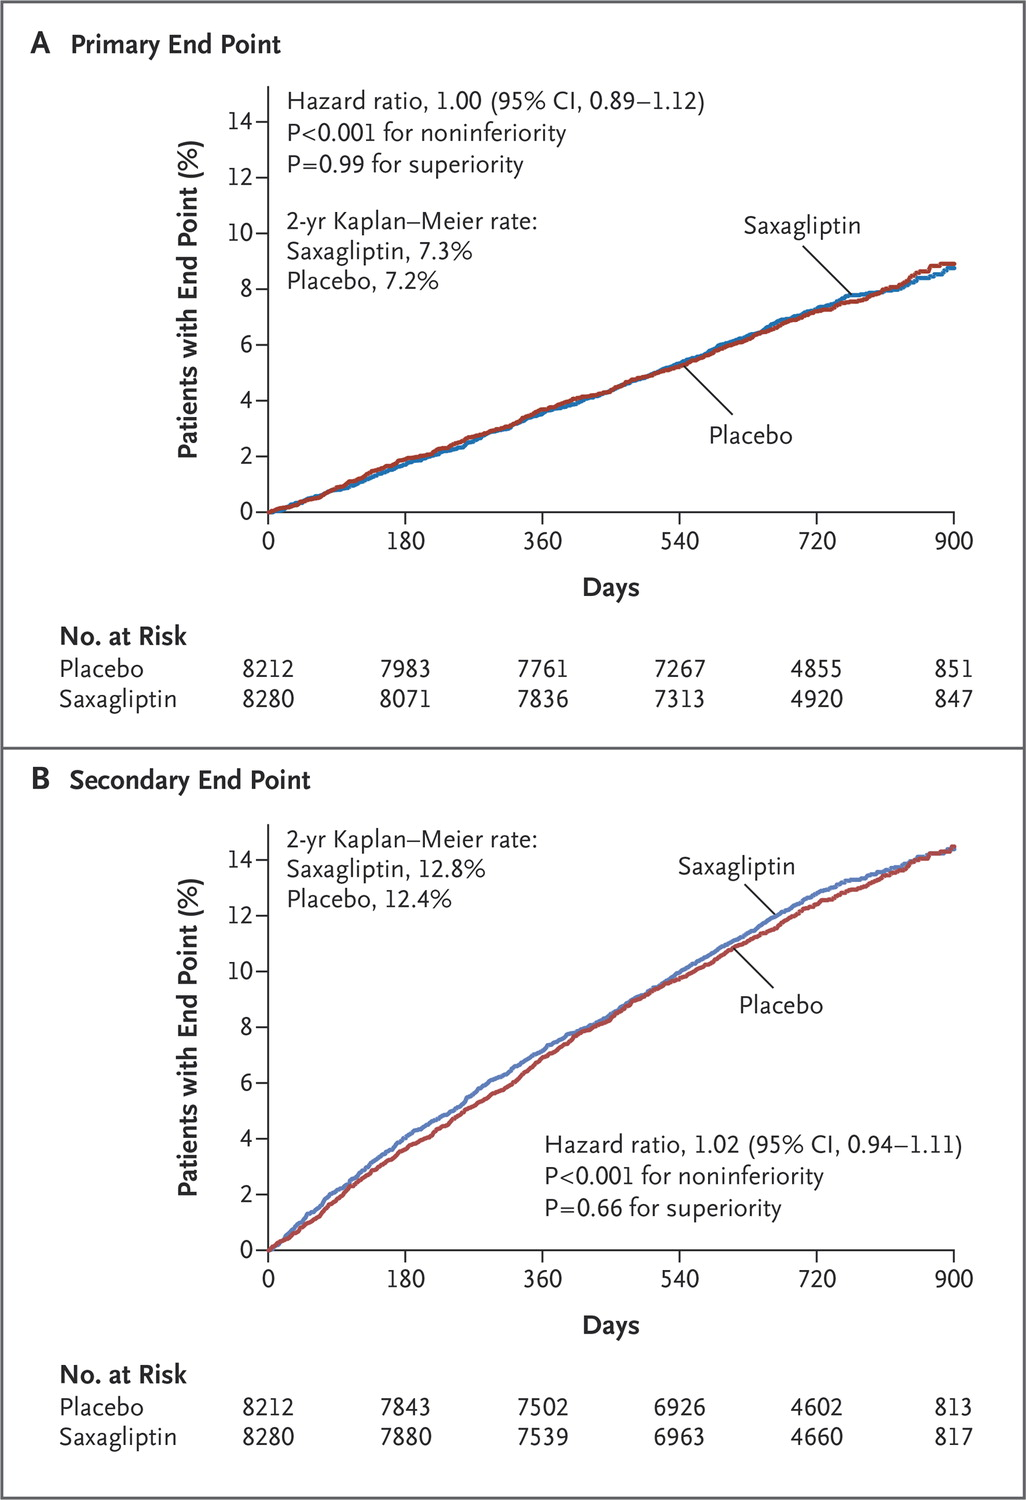 A Primary End Point
Hazard ratio, 1.00 (95% CI, 0.89–1.12)
P<0.001 for noninferiority
P=0.99 for superiority
2-yr Kaplan–Meier rate:
Saxagliptin, 7.3%
Placebo, 7.2%
Patients with End Point (%)
14
12
10
8
6
4
2
0
Saxagliptin
Placebo
0 180 360 540 720 900
Days
No. at Risk
Placebo 8212 7983 7761 7267 4855 851
Saxagliptin 8280 8071 7836 7313 4920 847
B Secondary End Point
2-yr Kaplan–Meier rate:
Saxagliptin, 12.8%
Placebo, 12.4%
Patients with End Point (%)
14
12
10
8
6
4
2
0
Saxagliptin
Placebo
Hazard ratio, 1.02 (95% CI, 0.94–1.11)
P<0.001 for noninferiority
P=0.66 for superiority
0 180 360 540 720 900
Days
No. at Risk
Placebo 8212 7843 7502 6926 4602 813
Saxagliptin 8280 7880 7539 6963 4660 817